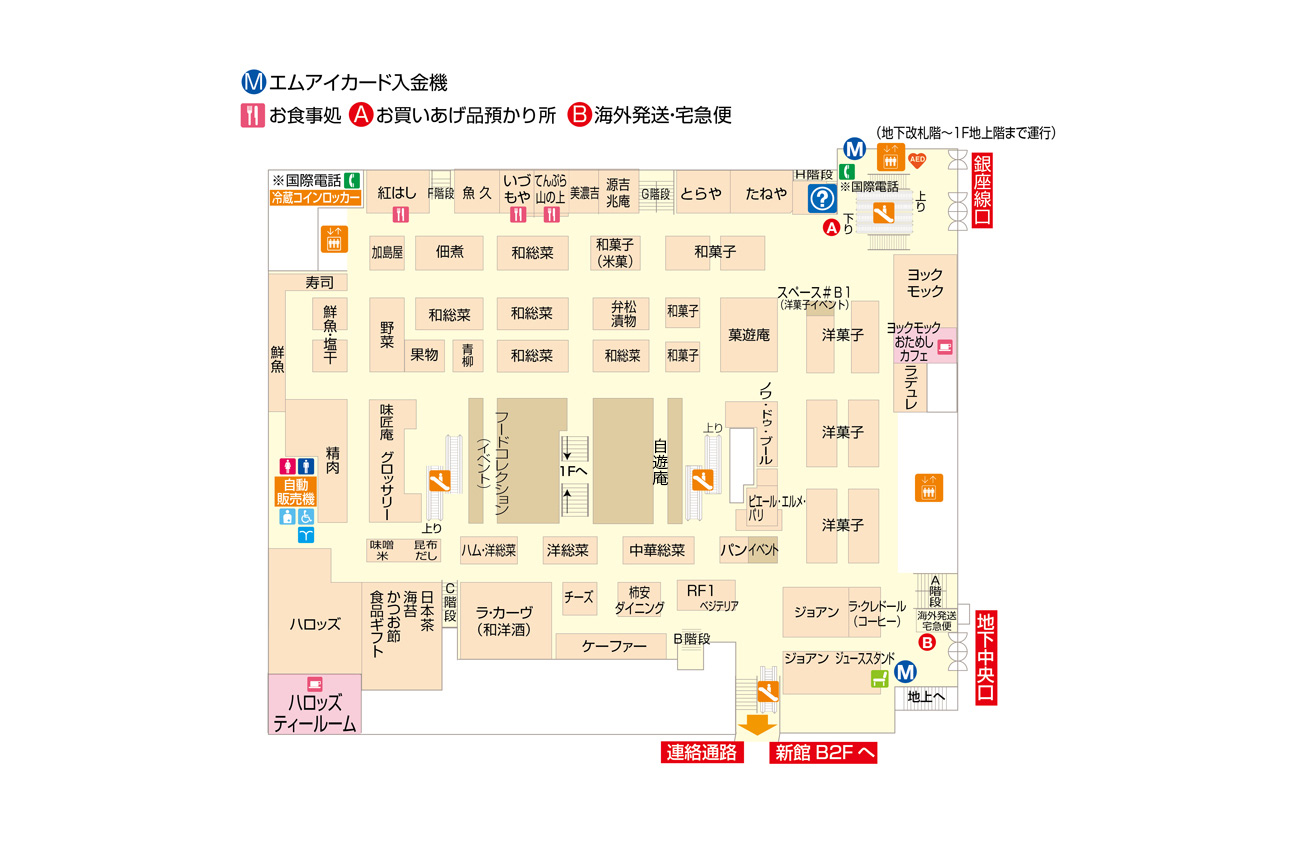 M エムアイカード入金機
お食事処 A お買いあげ品預かり所 B 海外発送・宅急便
(地下改札階〜1F地上階まで運行)
M
AED
銀座線口
※国際電話
冷蔵コインロッカー
紅はし
F階段
魚久
いづもや
てんぷら山の上
美濃吉
源吉兆庵
G階段
とらや
たねや
H階段
?
※国際電話
A
下り
上り
加島屋
佃煮
和総菜
和菓子
(米菓)
和菓子
ヨックモック
寿司
鮮魚・塩干
鮮魚
野菜
和総菜
和総菜
弁松
漬物
和菓子
菓遊庵
スペース#B1
(洋菓子イベント)
洋菓子
ヨックモック
おためし
カフェ
果物
青柳
和総菜
和総菜
和菓子
ラデュレ
精肉
味匠庵 グロッサリー
上り
フードコレクション
(イベント)
1Fへ
自遊庵
上り
ノワ・ドゥ・ブール
ピエール・エルメ・
パリ
洋菓子
洋菓子
自動
販売機
味噌
米
昆布
だし
ハム・洋総菜
洋総菜
中華総菜
パン
イベント
ハロッズ
日本茶
海苔
かつお節
食品ギフト
C階段
ラ・カーヴ
(和洋酒)
チーズ
柿安
ダイニング
RF1
ベジテリア
ケーファー
B階段
ジョアン
ラ・クレドール
(コーヒー)
A階段
海外発送
宅急便
B
地下中央口
ジョアン ジューススタンド
M
地上へ
ハロッズ
ティールーム
連絡通路
新館B2Fへ